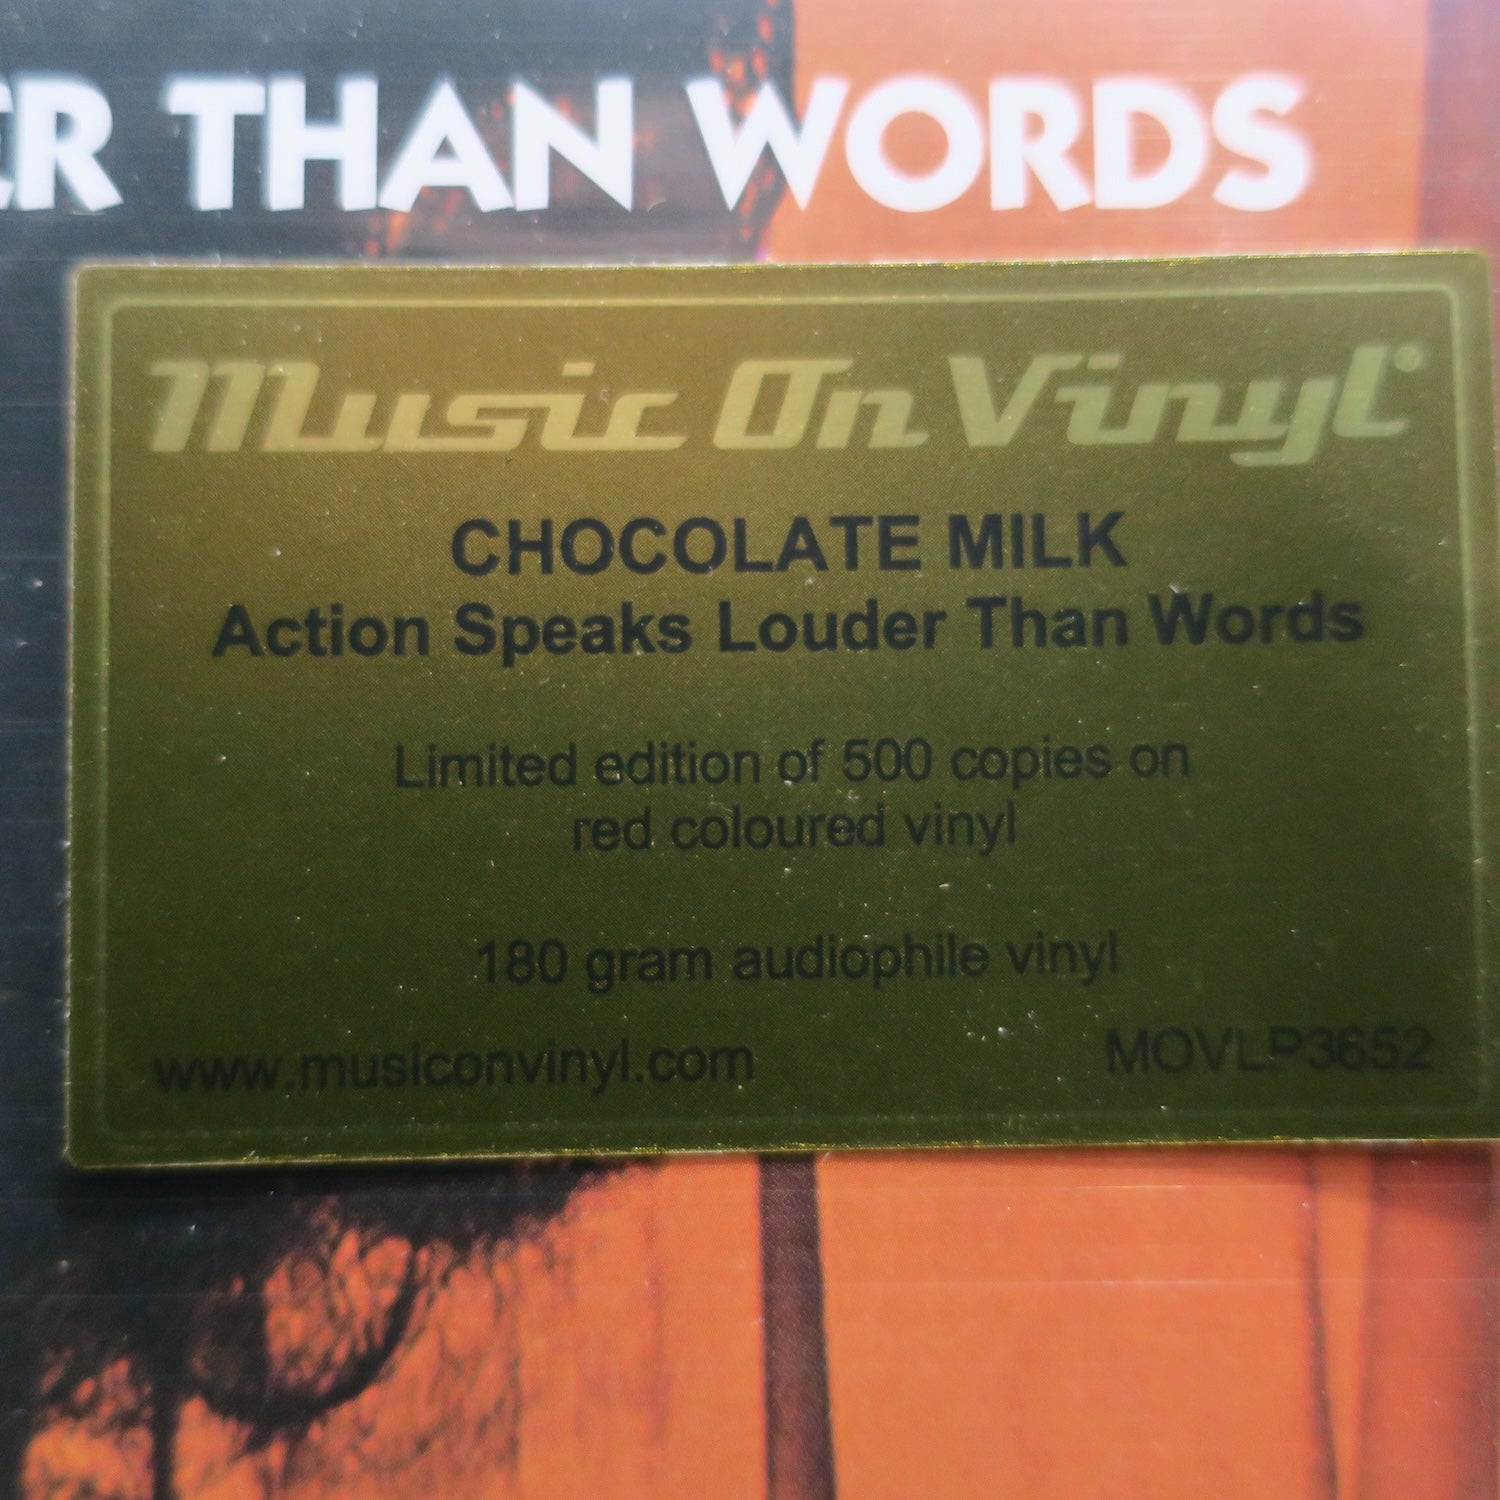 ER THAN WORDS
Music On Vinyl®
CHOCOLATE MILK
Action Speaks Louder Than Words
Limited edition of 500 copies on
red coloured vinyl
180 gram audiophile vinyl
www.musiconvinyl.com
MOVLP3652